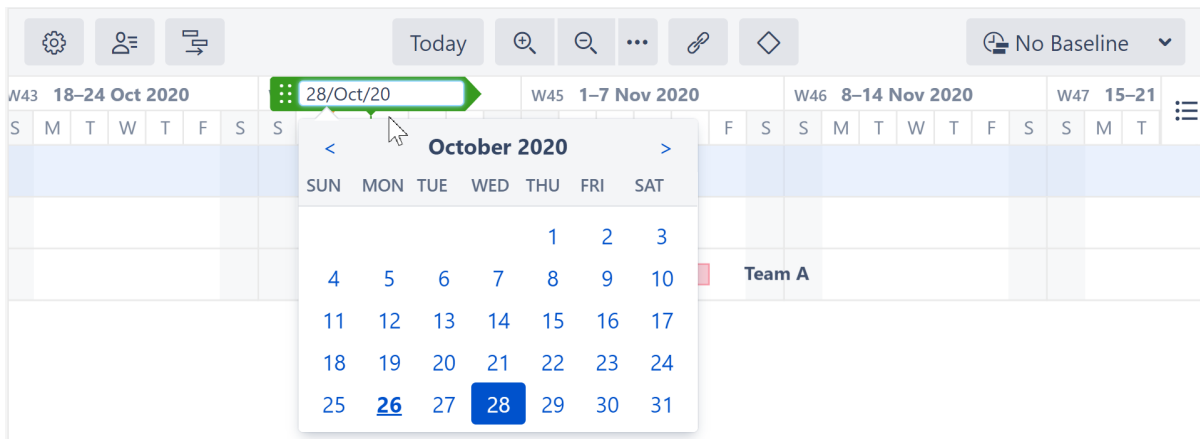 Today No Baseline
W43 18–24 Oct 2020 28/Oct/20 W45 1–7 Nov 2020 W46 8–14 Nov 2020 W47 15–21
S M T W T F S S F S S M T W T F S S M T
< October 2020 >
SUN MON TUE WED THU FRI SAT
1 2 3
4 5 6 7 8 9 10
Team A
11 12 13 14 15 16 17
18 19 20 21 22 23 24
25 26 27 28 29 30 31